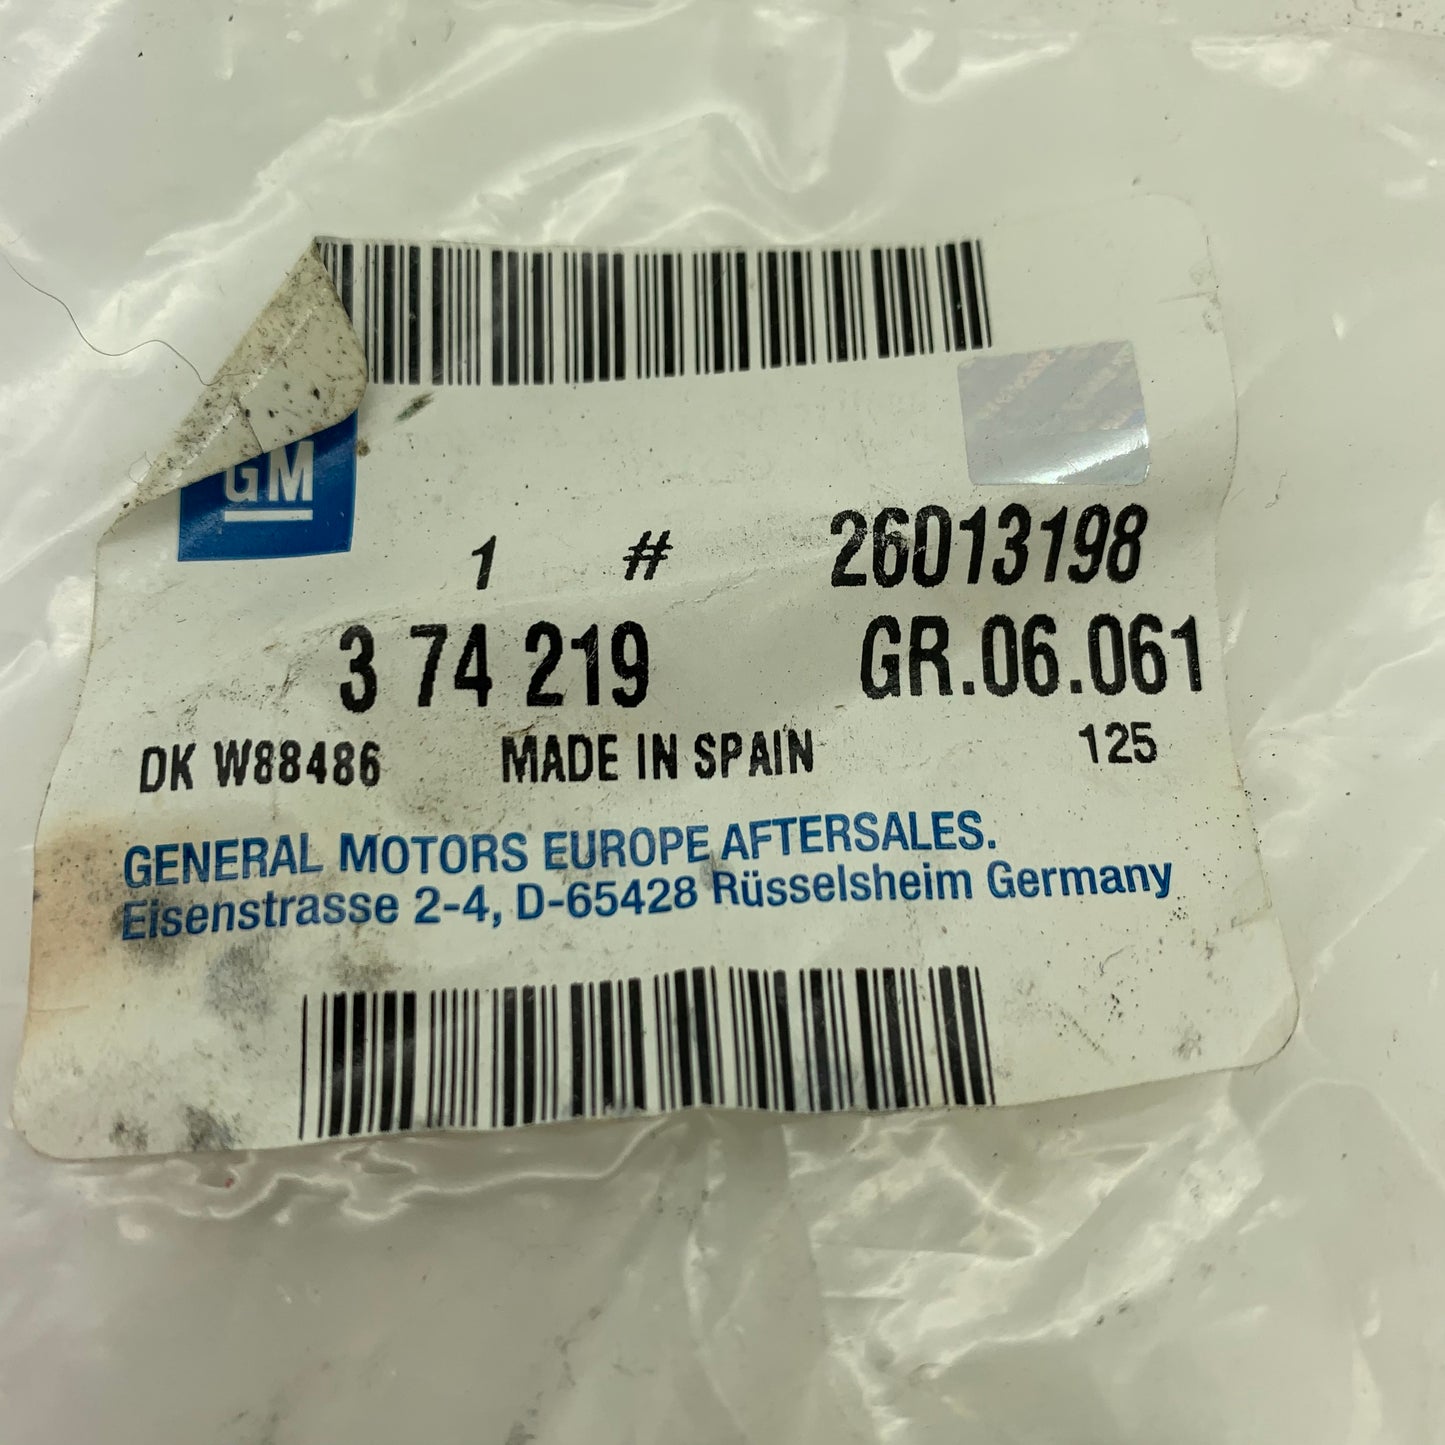 GM
1 # 26013198
3 74 219 GR.06.061
DK W88486 MADE IN SPAIN 125
GENERAL MOTORS EUROPE AFTERSALES.
Eisenstrasse 2-4, D-65428 Rüsselsheim Germany